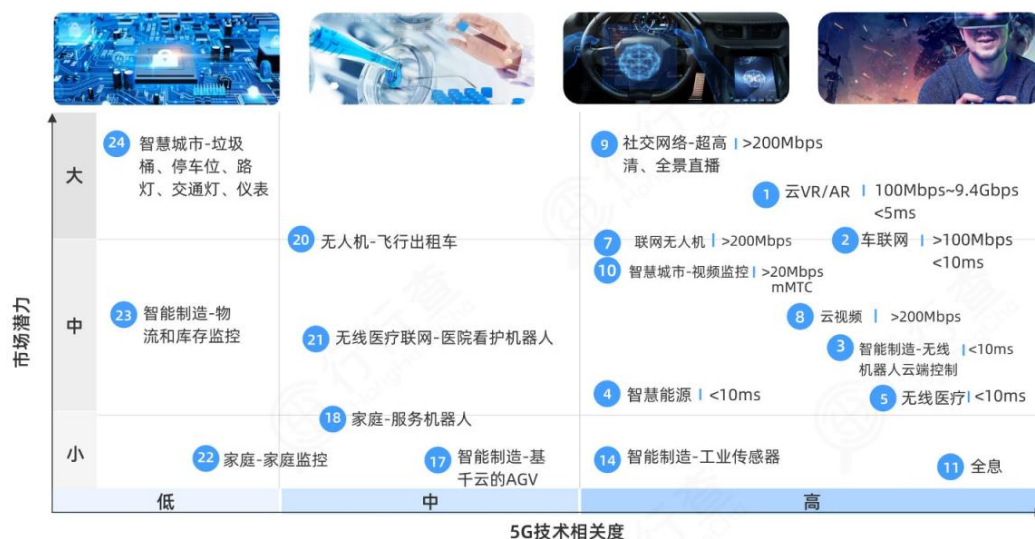 大
24 智慧城市-垃圾
桶、停车位、路
灯、交通灯、仪表
9 社交网络-超高 | >200Mbps
清、全景直播
1 云VR/AR | 100Mbps~9.4Gbps
<5ms
市场潜力
中
20 无人机-飞行出租车
7 联网无人机 | >200Mbps
2 车联网 | >100Mbps
<10ms
10 智慧城市-视频监控 | >20Mbps
mMTC
23 智能制造-物
流和库存监控
21 无线医疗联网-医院看护机器人
8 云视频 | >200Mbps
3 智能制造-无线 | <10ms
机器人云端控制
4 智慧能源 | <10ms
5 无线医疗 | <10ms
小
18 家庭-服务机器人
22 家庭-家庭监控
17 智能制造-基
千云的AGV
14 智能制造-工业传感器
11 全息
低 中 高
5G技术相关度